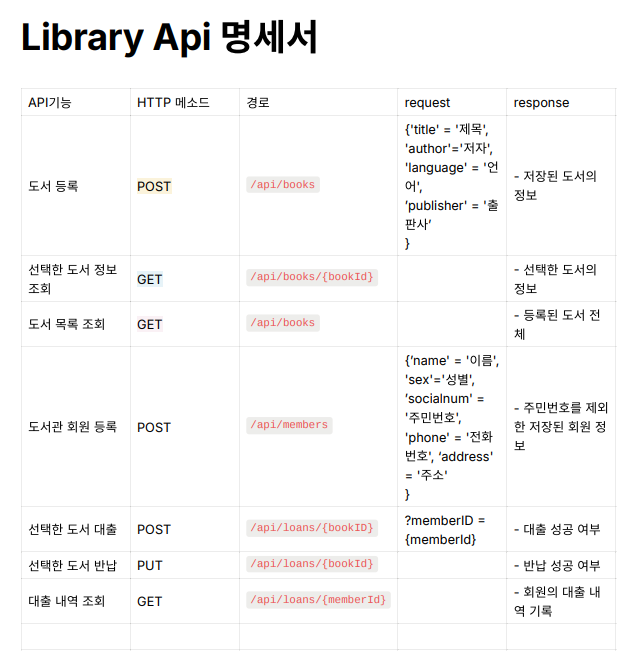 Library Api 명세서
API기능
HTTP 메소드
경로
request
response
도서 등록
POST
/api/books
{'title' = '제목',
'author'='저자',
'language' = '언
어',
‘publisher' = '출
판사’
}
- 저장된 도서의
정보
선택한 도서 정보
조회
GET
/api/books/{bookId}
- 선택한 도서의
정보
도서 목록 조회
GET
/api/books
- 등록된 도서 전
체
도서관 회원 등록
POST
/api/members
{‘name' = '이름',
'sex'='성별',
‘socialnum' =
'주민번호',
'phone' = '전화
번호', ‘address'
= '주소'
}
- 주민번호를 제외
한 저장된 회원 정
보
선택한 도서 대출
POST
/api/loans/{bookID}
?memberID =
{memberId}
- 대출 성공 여부
선택한 도서 반납
PUT
/api/loans/{bookId}
- 반납 성공 여부
대출 내역 조회
GET
/api/loans/{memberId}
- 회원의 대출 내
역 기록